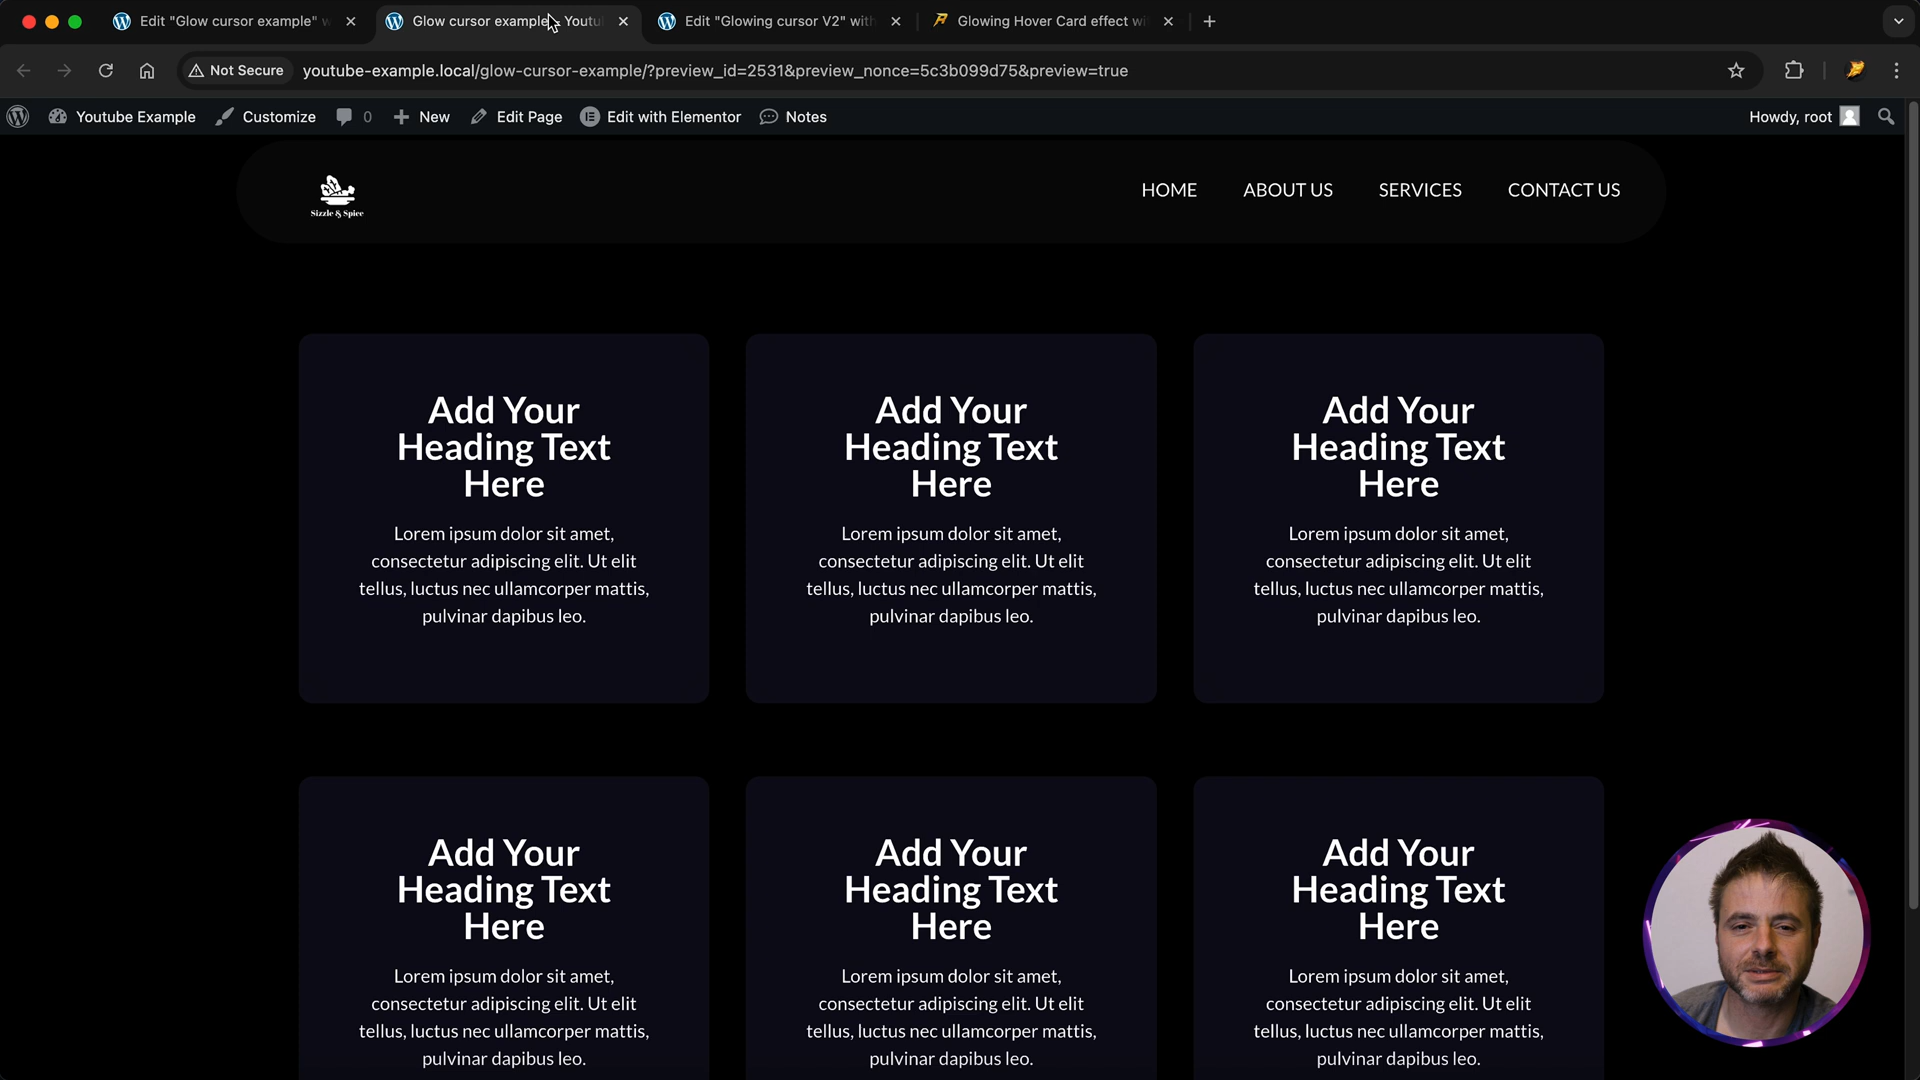 Edit "Glow cursor example" w
Glow cursor example - Youtu
Edit "Glowing cursor V2" with
Glowing Hover Card effect wi
Not Secure
youtube-example.local/glow-cursor-example/?preview_id=2531&preview_nonce=5c3b099d75&preview=true
Youtube Example
Customize
0
New
Edit Page
Edit with Elementor
Notes
Howdy, root
Sizzle & Spice
HOME
ABOUT US
SERVICES
CONTACT US
Add Your
Heading Text
Here
Lorem ipsum dolor sit amet,
consectetur adipiscing elit. Ut elit
tellus, luctus nec ullamcorper mattis,
pulvinar dapibus leo.
Add Your
Heading Text
Here
Lorem ipsum dolor sit amet,
consectetur adipiscing elit. Ut elit
tellus, luctus nec ullamcorper mattis,
pulvinar dapibus leo.
Add Your
Heading Text
Here
Lorem ipsum dolor sit amet,
consectetur adipiscing elit. Ut elit
tellus, luctus nec ullamcorper mattis,
pulvinar dapibus leo.
Add Your
Heading Text
Here
Lorem ipsum dolor sit amet,
consectetur adipiscing elit. Ut elit
tellus, luctus nec ullamcorper mattis,
pulvinar dapibus leo.
Add Your
Heading Text
Here
Lorem ipsum dolor sit amet,
consectetur adipiscing elit. Ut elit
tellus, luctus nec ullamcorper mattis,
pulvinar dapibus leo.
Add Your
Heading Text
Here
Lorem ipsum dolor sit amet,
consectetur adipiscing elit. Ut elit
tellus, luctus nec ullamcorper mattis,
pulvinar dapibus leo.